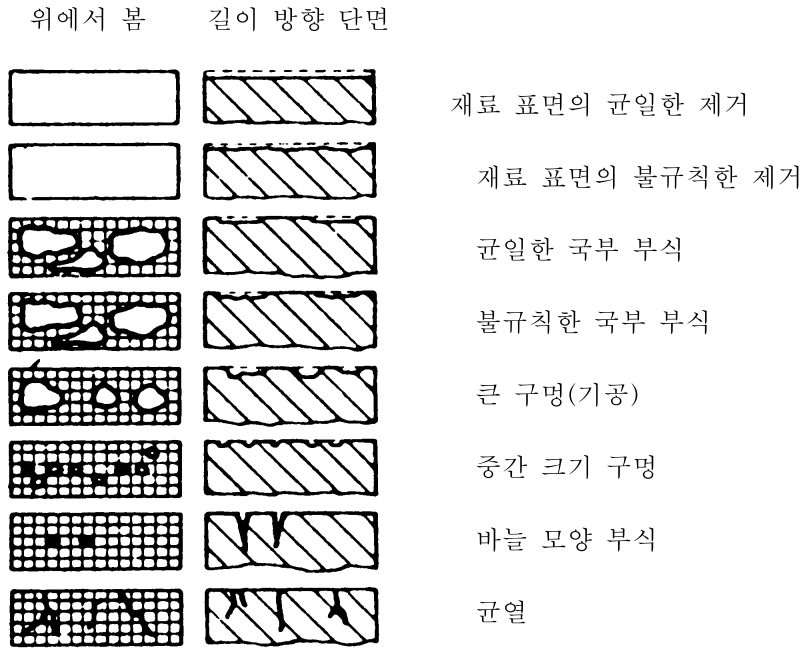 위에서 봄 길이 방향 단면
재료 표면의 균일한 제거
재료 표면의 불규칙한 제거
균일한 국부 부식
불규칙한 국부 부식
큰 구멍(기공)
중간 크기 구멍
바늘 모양 부식
균열